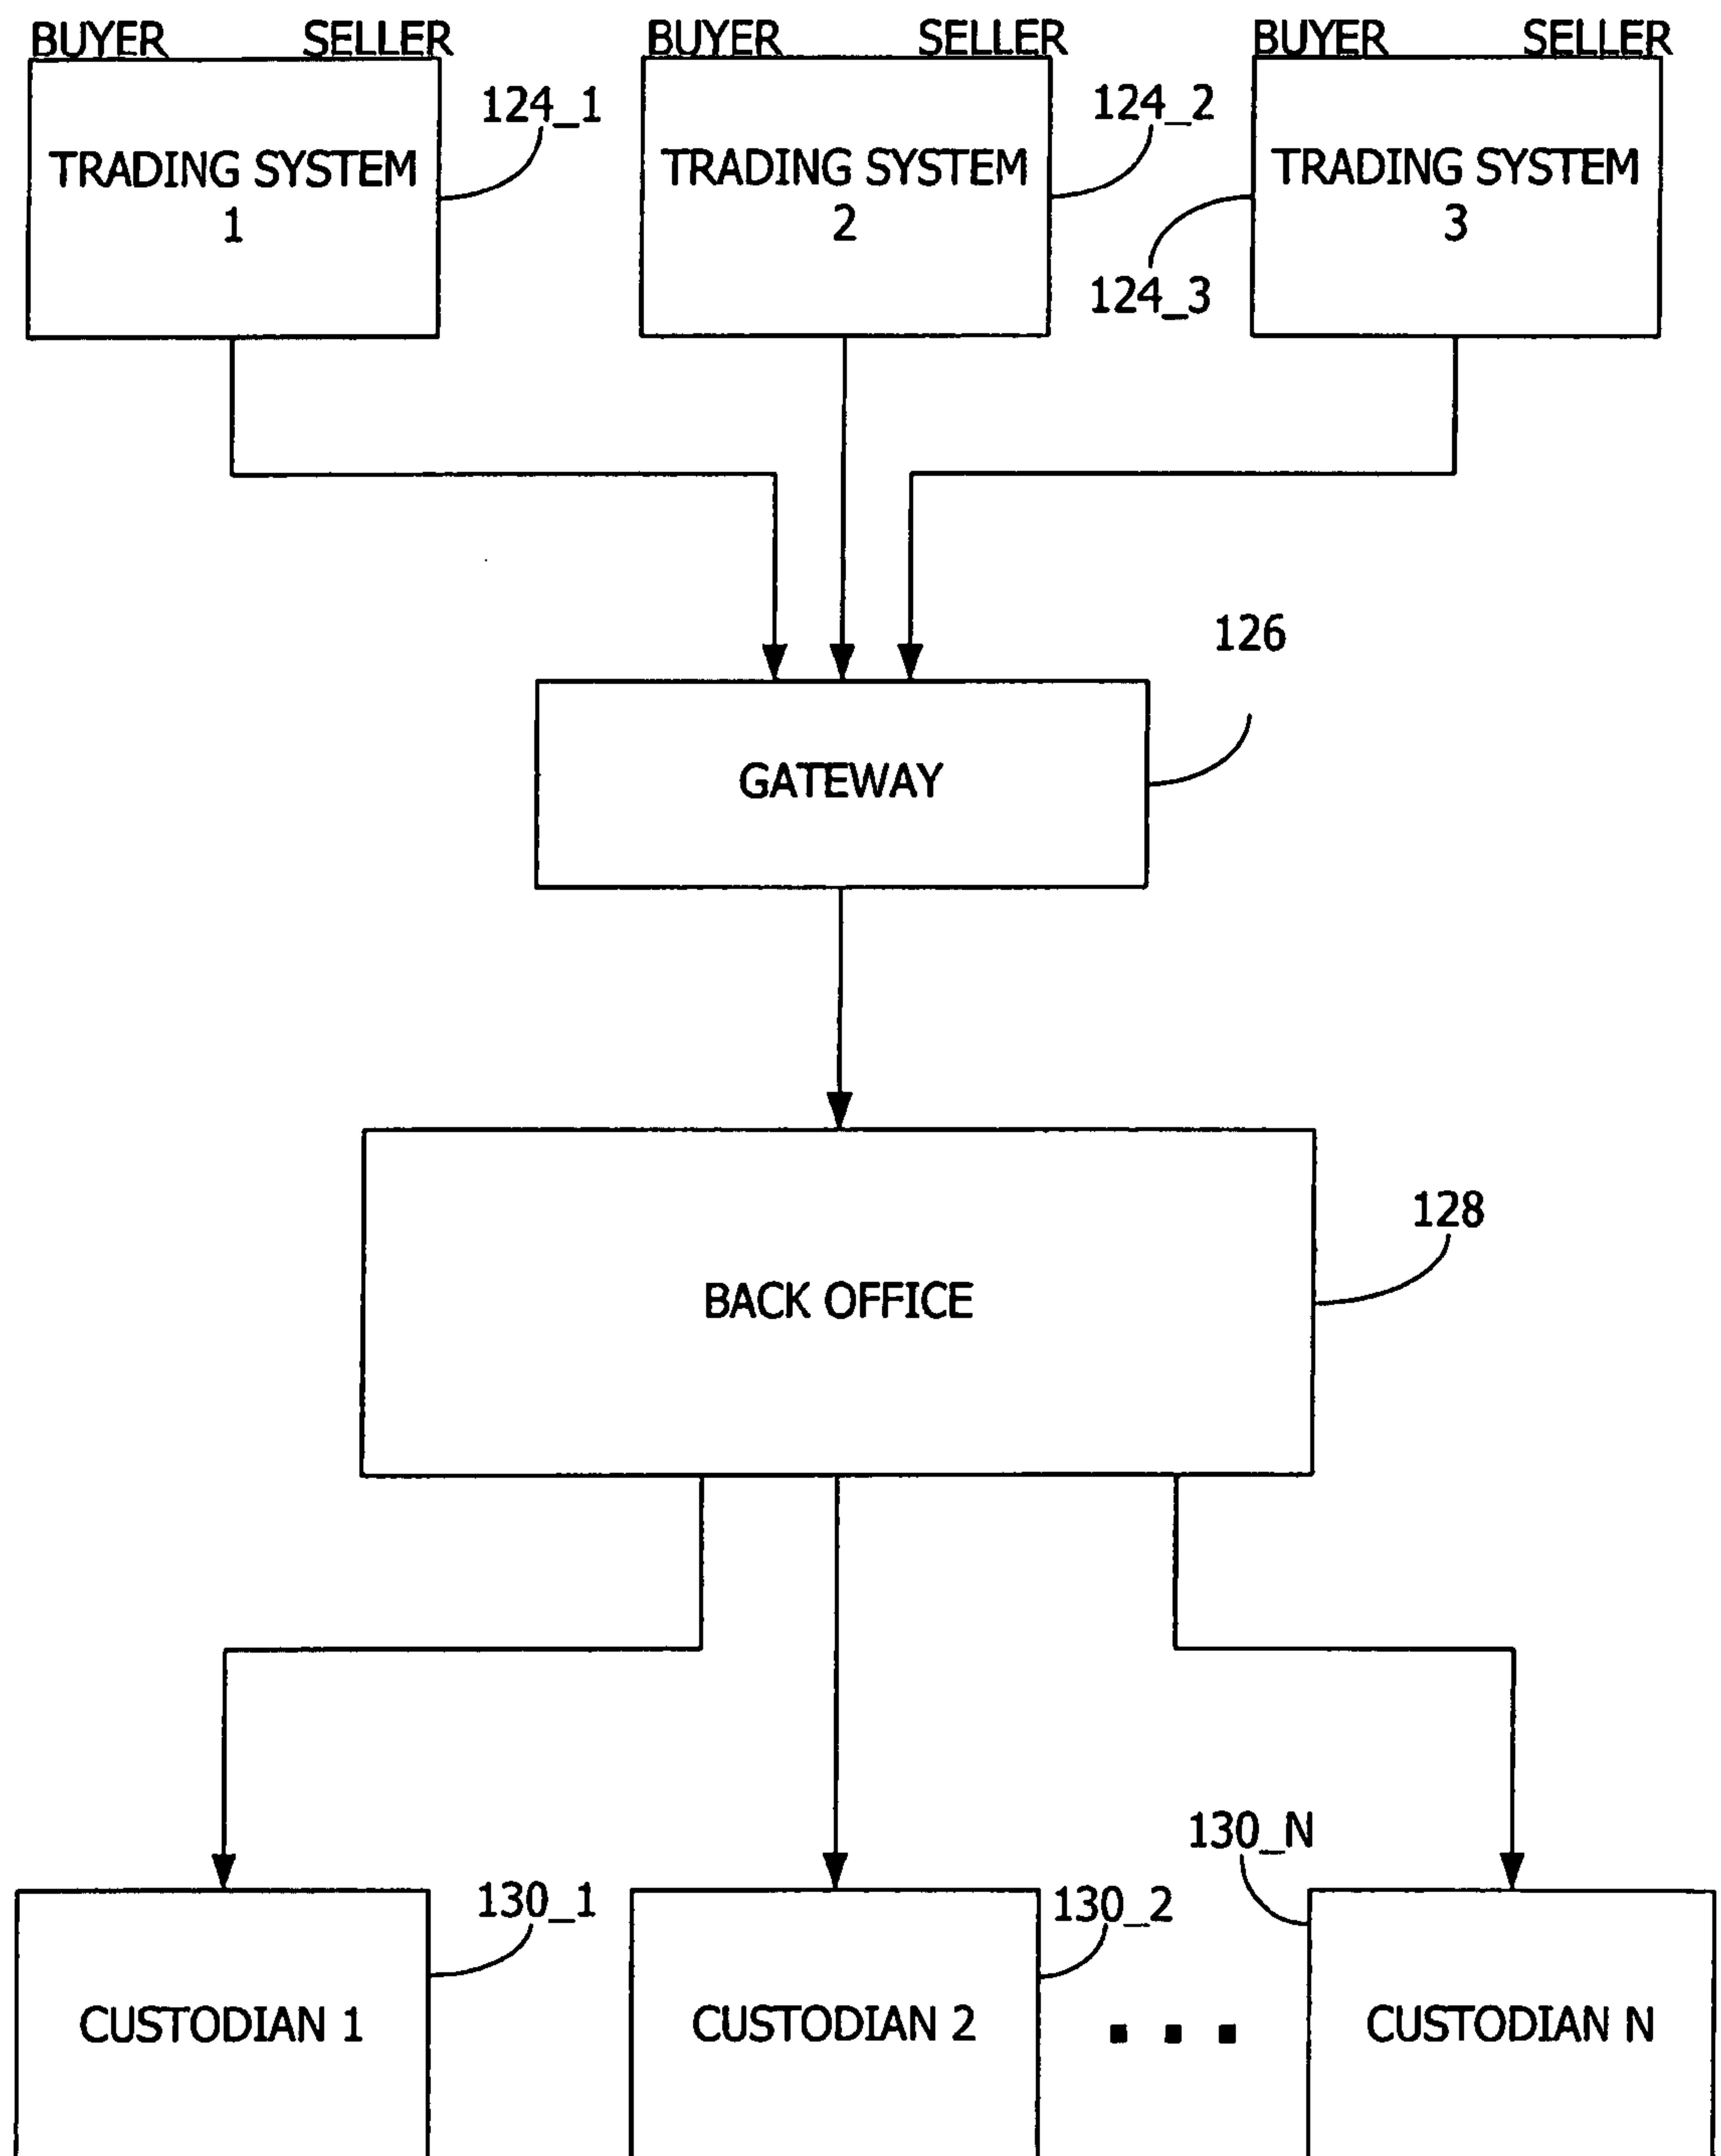 BUYER SELLER BUYER SELLER BUYER SELLER
124_1 124_2
TRADING SYSTEM
1
TRADING SYSTEM
2
TRADING SYSTEM
3
124_3
126
GATEWAY
128
BACK OFFICE
130_N
130_1 130_2
CUSTODIAN 1 CUSTODIAN 2 ... CUSTODIAN N